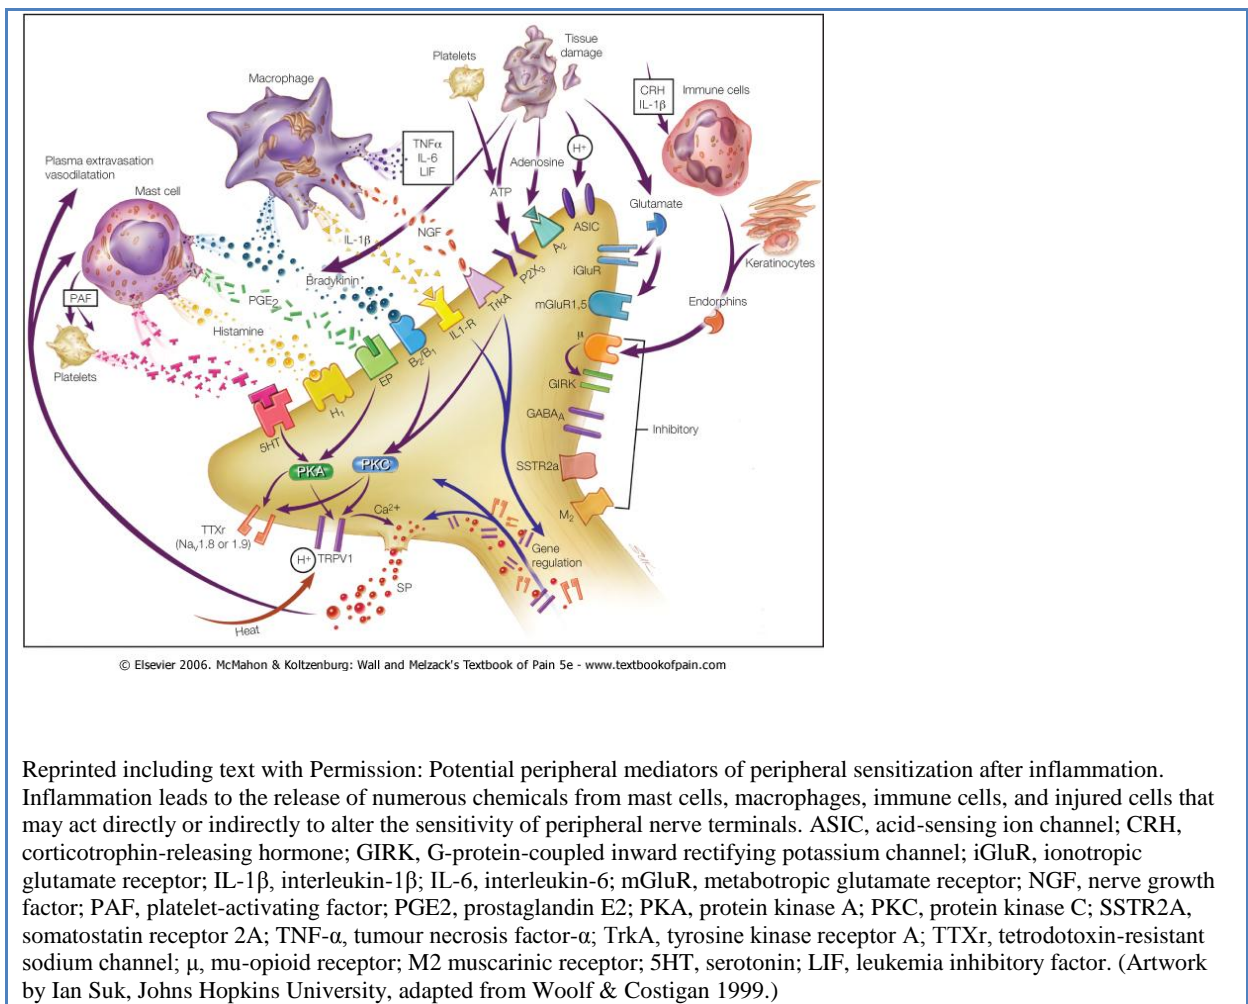 Tissue
damage
Platelets
Macrophage
CRH
IL-1β
Immune cells
TNFα
IL-6
LIF
H⁺
Adenosine
Plasma extravasation
vasodilatation
Mast cell
ATP
Glutamate
ASIC
NGF
A₂
IL-1β
P2X₃
iGluR
Keratinocytes
Bradykinin
PAF
PGE₂
TrkA
mGluR1,5
Endorphins
Histamine
IL1-R
μ
B₂/B₁
Platelets
EP
GIRK
H₁
GABA_A
Inhibitory
5HT
PKA
PKC
SSTR2a
Ca²⁺
M₂
TTXr
(Naᵥ1.8 or 1.9)
H⁺
TRPV1
Gene
regulation
SP
Heat
© Elsevier 2006. McMahon & Koltzenburg: Wall and Melzack's Textbook of Pain 5e - www.textbookofpain.com
Reprinted including text with Permission: Potential peripheral mediators of peripheral sensitization after inflammation.
Inflammation leads to the release of numerous chemicals from mast cells, macrophages, immune cells, and injured cells that
may act directly or indirectly to alter the sensitivity of peripheral nerve terminals. ASIC, acid-sensing ion channel; CRH,
corticotrophin-releasing hormone; GIRK, G-protein-coupled inward rectifying potassium channel; iGluR, ionotropic
glutamate receptor; IL-1β, interleukin-1β; IL-6, interleukin-6; mGluR, metabotropic glutamate receptor; NGF, nerve growth
factor; PAF, platelet-activating factor; PGE2, prostaglandin E2; PKA, protein kinase A; PKC, protein kinase C; SSTR2A,
somatostatin receptor 2A; TNF-α, tumour necrosis factor-α; TrkA, tyrosine kinase receptor A; TTXr, tetrodotoxin-resistant
sodium channel; μ, mu-opioid receptor; M2 muscarinic receptor; 5HT, serotonin; LIF, leukemia inhibitory factor. (Artwork
by Ian Suk, Johns Hopkins University, adapted from Woolf & Costigan 1999.)